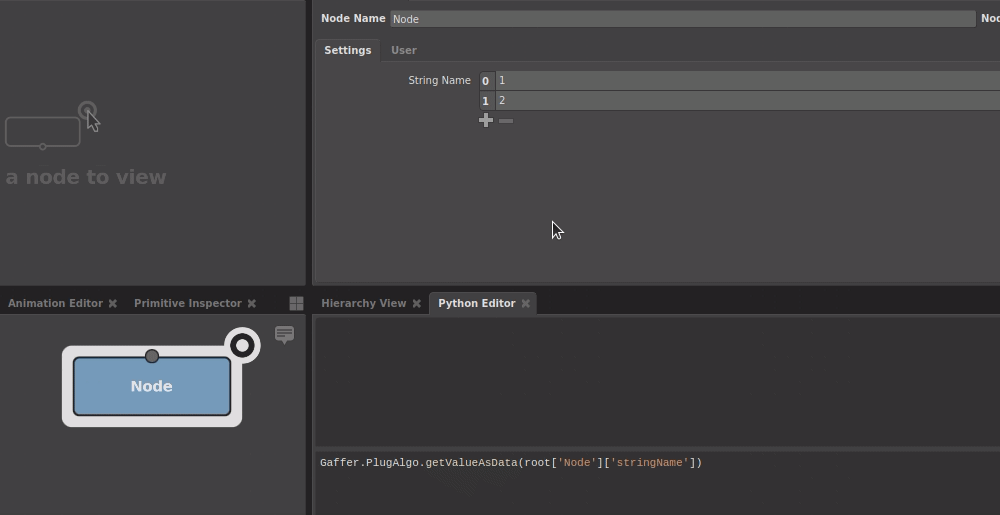 Node Name Node
Settings User
String Name 0 1
1 2
a node to view
Animation Editor Primitive Inspector
Hierarchy View Python Editor
Node
Gaffer.PlugAlgo.getValueAsData(root['Node']['stringName'])